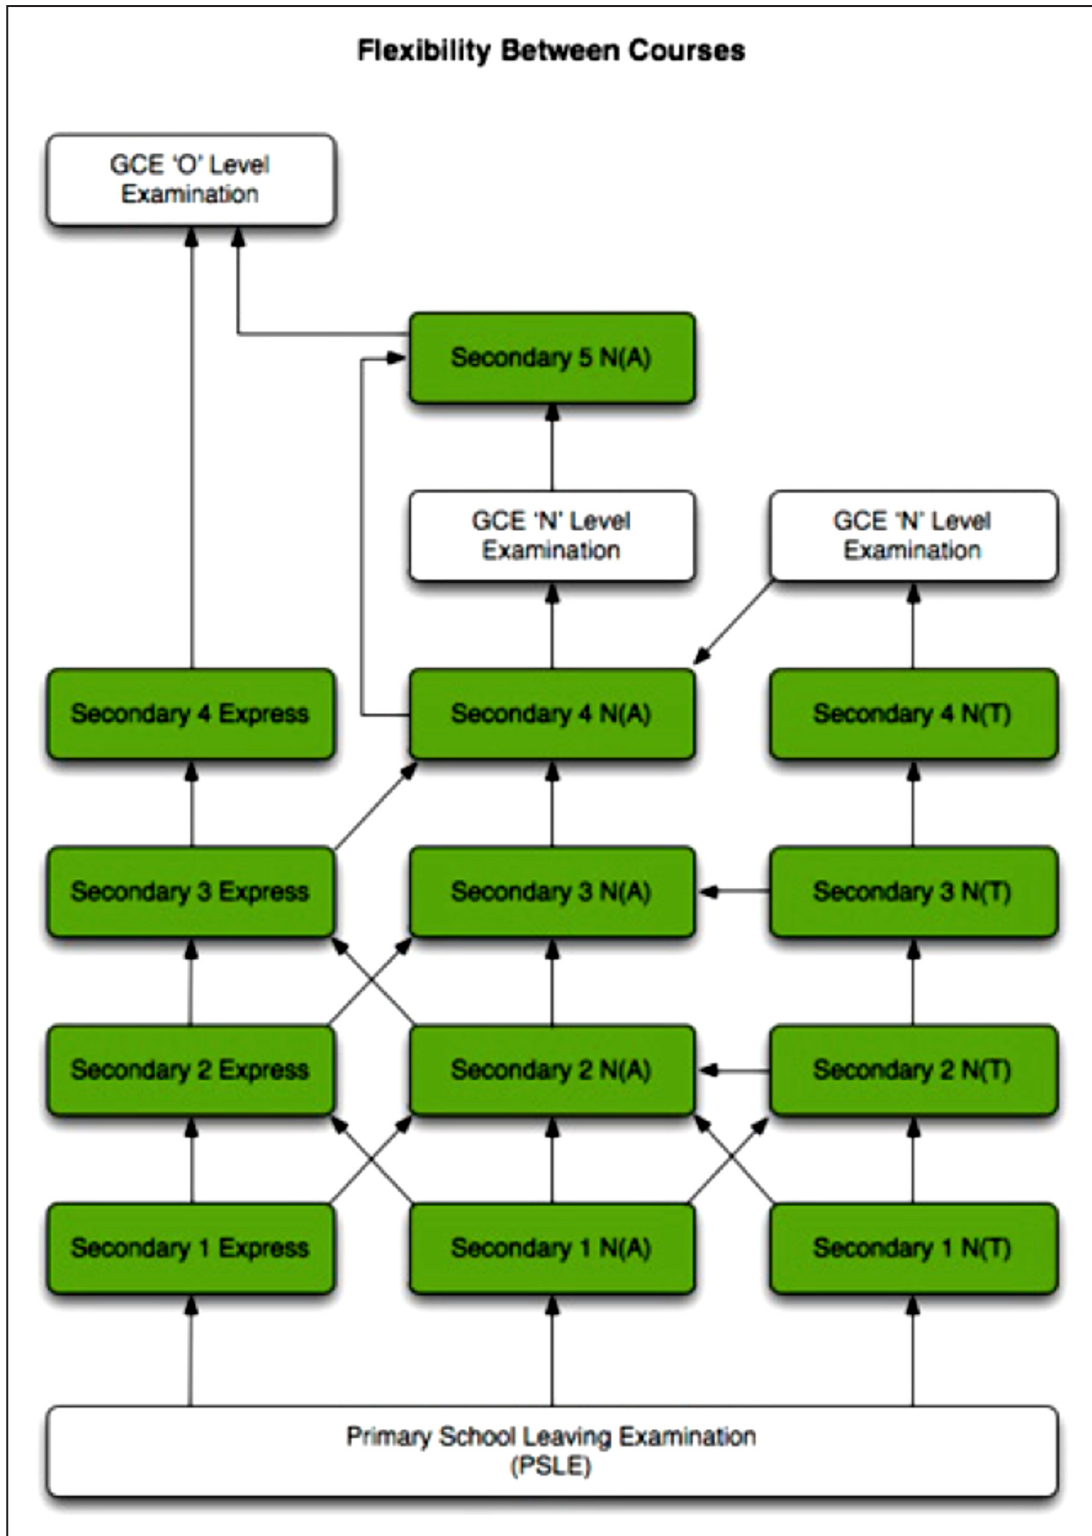 Flexibility Between Courses
GCE ‘O’ Level
Examination
Secondary 5 N(A)
GCE ‘N’ Level
Examination
GCE ‘N’ Level
Examination
Secondary 4 Express
Secondary 4 N(A)
Secondary 4 N(T)
Secondary 3 Express
Secondary 3 N(A)
Secondary 3 N(T)
Secondary 2 Express
Secondary 2 N(A)
Secondary 2 N(T)
Secondary 1 Express
Secondary 1 N(A)
Secondary 1 N(T)
Primary School Leaving Examination
(PSLE)